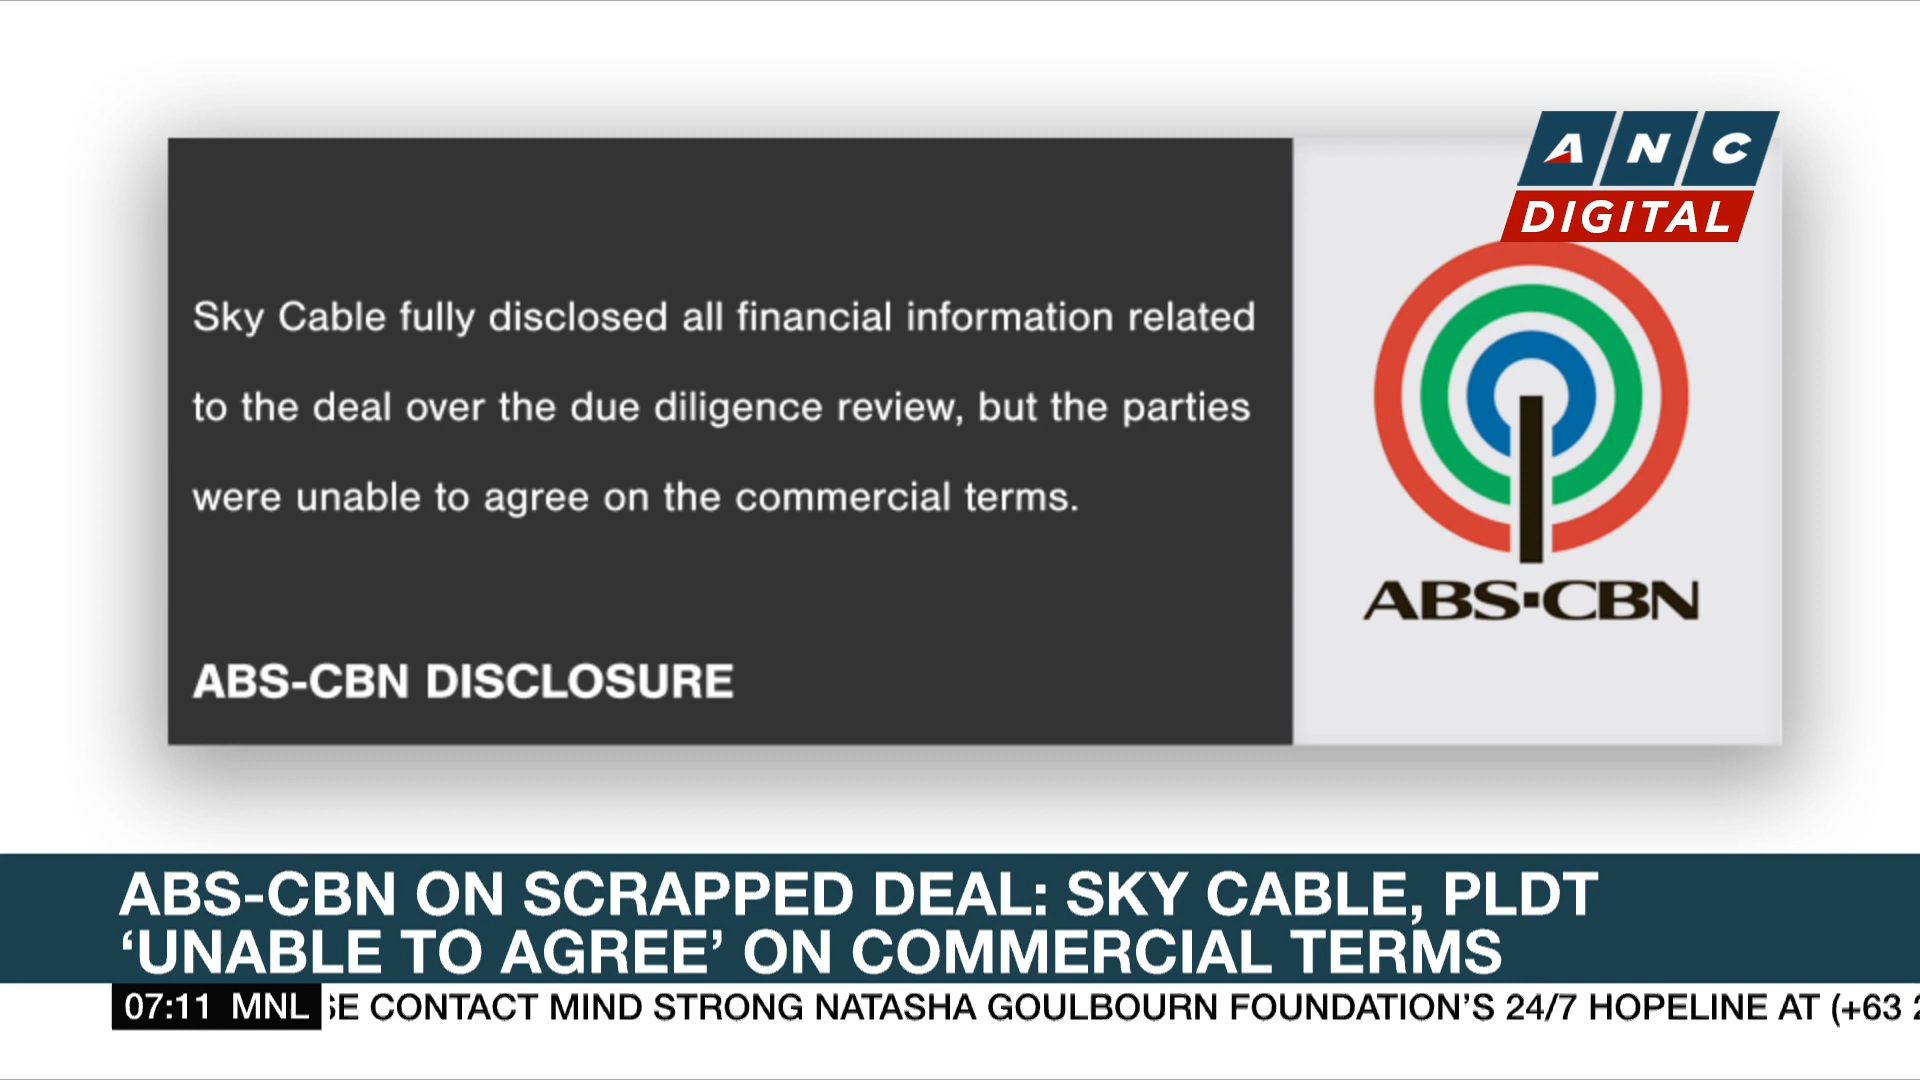 ANC
DIGITAL
Sky Cable fully disclosed all financial information related
to the deal over the due diligence review, but the parties
were unable to agree on the commercial terms.
ABS-CBN DISCLOSURE
ABS-CBN
ABS-CBN ON SCRAPPED DEAL: SKY CABLE, PLDT
‘UNABLE TO AGREE’ ON COMMERCIAL TERMS
07:11 MNL
CONTACT MIND STRONG NATASHA GOULBOURN FOUNDATION’S 24/7 HOPELINE AT (+63